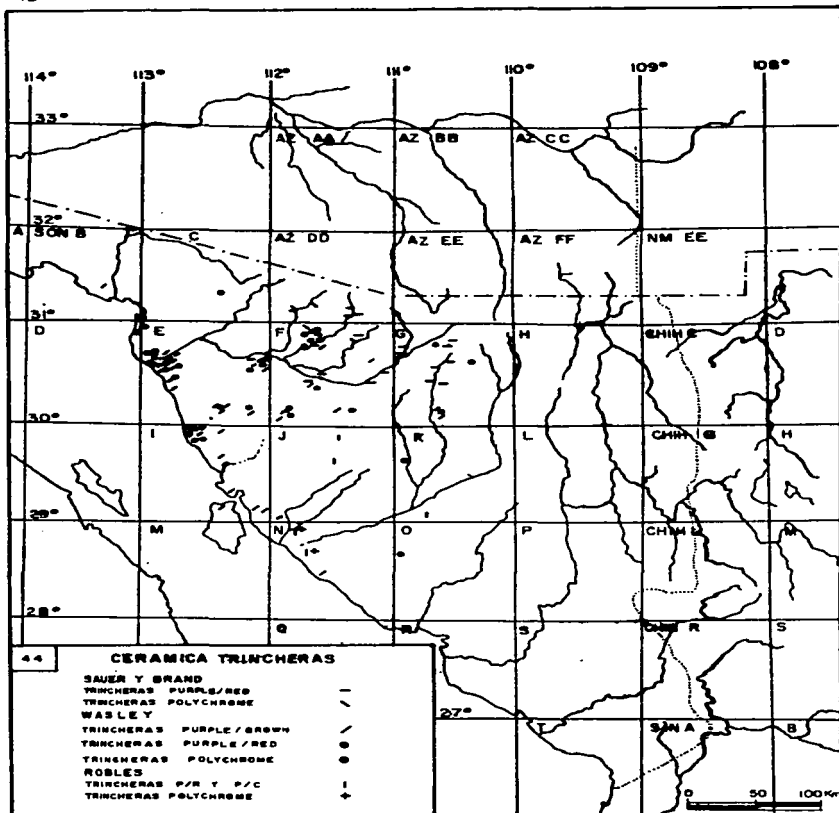 114° 113° 112° 111° 110° 109° 108°
33°
AZ AA AZ BB AZ CC
32°
A SON B C AZ DD AZ EE AZ FF NM EE
31°
D E F G H CHIH C D
30°
I J K L CHIH G H
29°
M N O P CHIH L M
28°
Q R S CHIH R S
27°
T SIN A B
44
CERAMICA TRINCHERAS
SAUER Y BRAND
TRINCHERAS PURPLE/RED
TRINCHERAS POLYCHROME
WASLEY
TRINCHERAS PURPLE/BROWN
TRINCHERAS PURPLE/RED
TRINCHERAS POLYCHROME
ROBLES
TRINCHERAS P/R Y P/C
TRINCHERAS POLYCHROME
0 50 100 Km